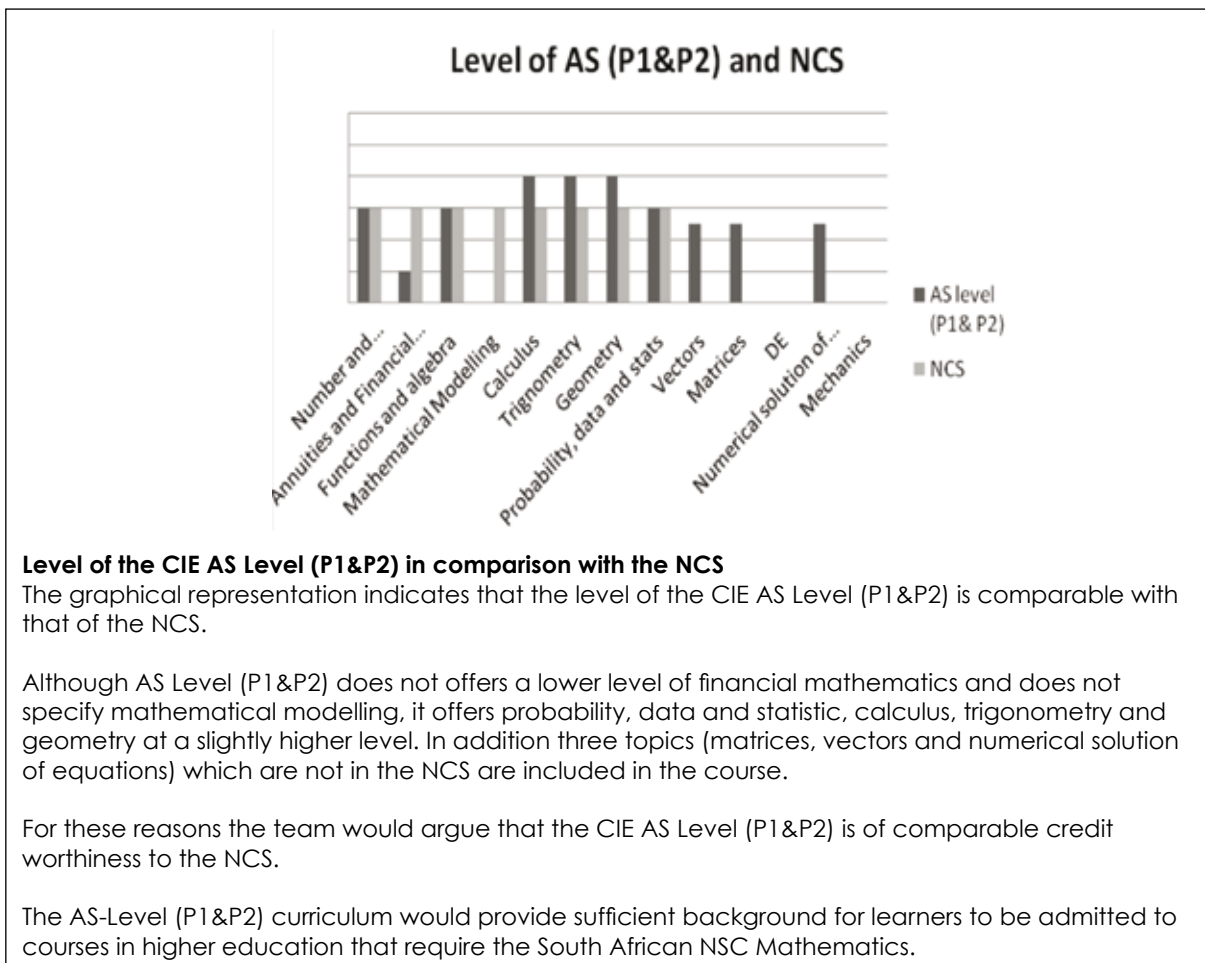 Level of AS (P1&P2) and NCS
AS level
(P1& P2)
NCS
Number and...
Annuities and Financial...
Functions and algebra
Mathematical Modelling
Calculus
Trignometry
Geometry
Probability, data and stats
Vectors
Matrices
DE
Numerical solution of...
Mechanics
Level of the CIE AS Level (P1&P2) in comparison with the NCS
The graphical representation indicates that the level of the CIE AS Level (P1&P2) is comparable with
that of the NCS.
Although AS Level (P1&P2) does not offers a lower level of financial mathematics and does not
specify mathematical modelling, it offers probability, data and statistic, calculus, trigonometry and
geometry at a slightly higher level. In addition three topics (matrices, vectors and numerical solution
of equations) which are not in the NCS are included in the course.
For these reasons the team would argue that the CIE AS Level (P1&P2) is of comparable credit
worthiness to the NCS.
The AS-Level (P1&P2) curriculum would provide sufficient background for learners to be admitted to
courses in higher education that require the South African NSC Mathematics.